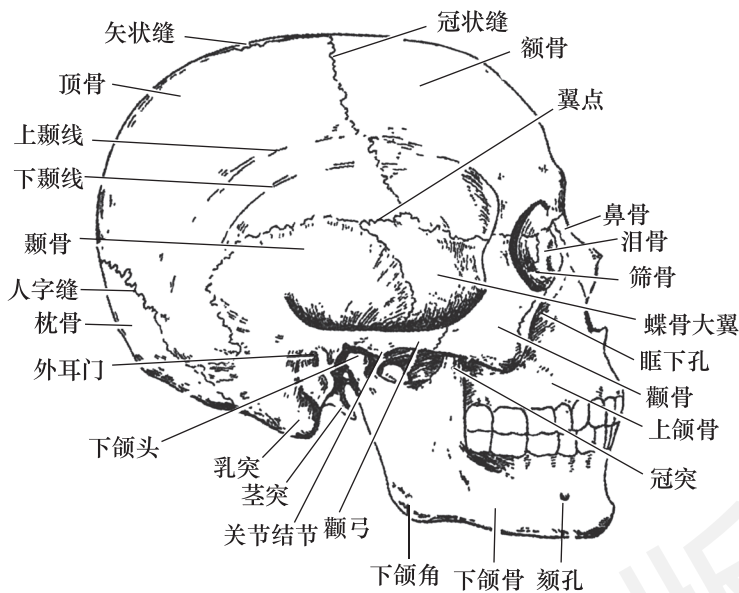 冠状缝
矢状缝
额骨
顶骨
翼点
上颞线
下颞线
鼻骨
颞骨
泪骨
筛骨
人字缝
枕骨
蝶骨大翼
外耳门
眶下孔
颧骨
上颌骨
下颌头
乳突
冠突
茎突
关节结节
颧弓
下颌角
下颌骨
颏孔